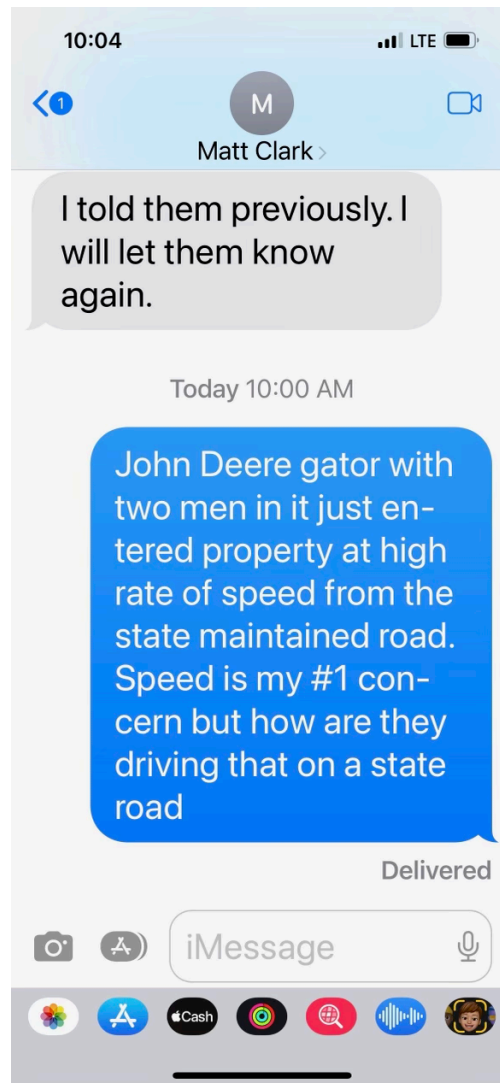 10:04
LTE
1
M
Matt Clark
I told them previously. I
will let them know
again.
Today 10:00 AM
John Deere gator with
two men in it just en-
tered property at high
rate of speed from the
state maintained road.
Speed is my #1 con-
cern but how are they
driving that on a state
road
Delivered
iMessage
Cash